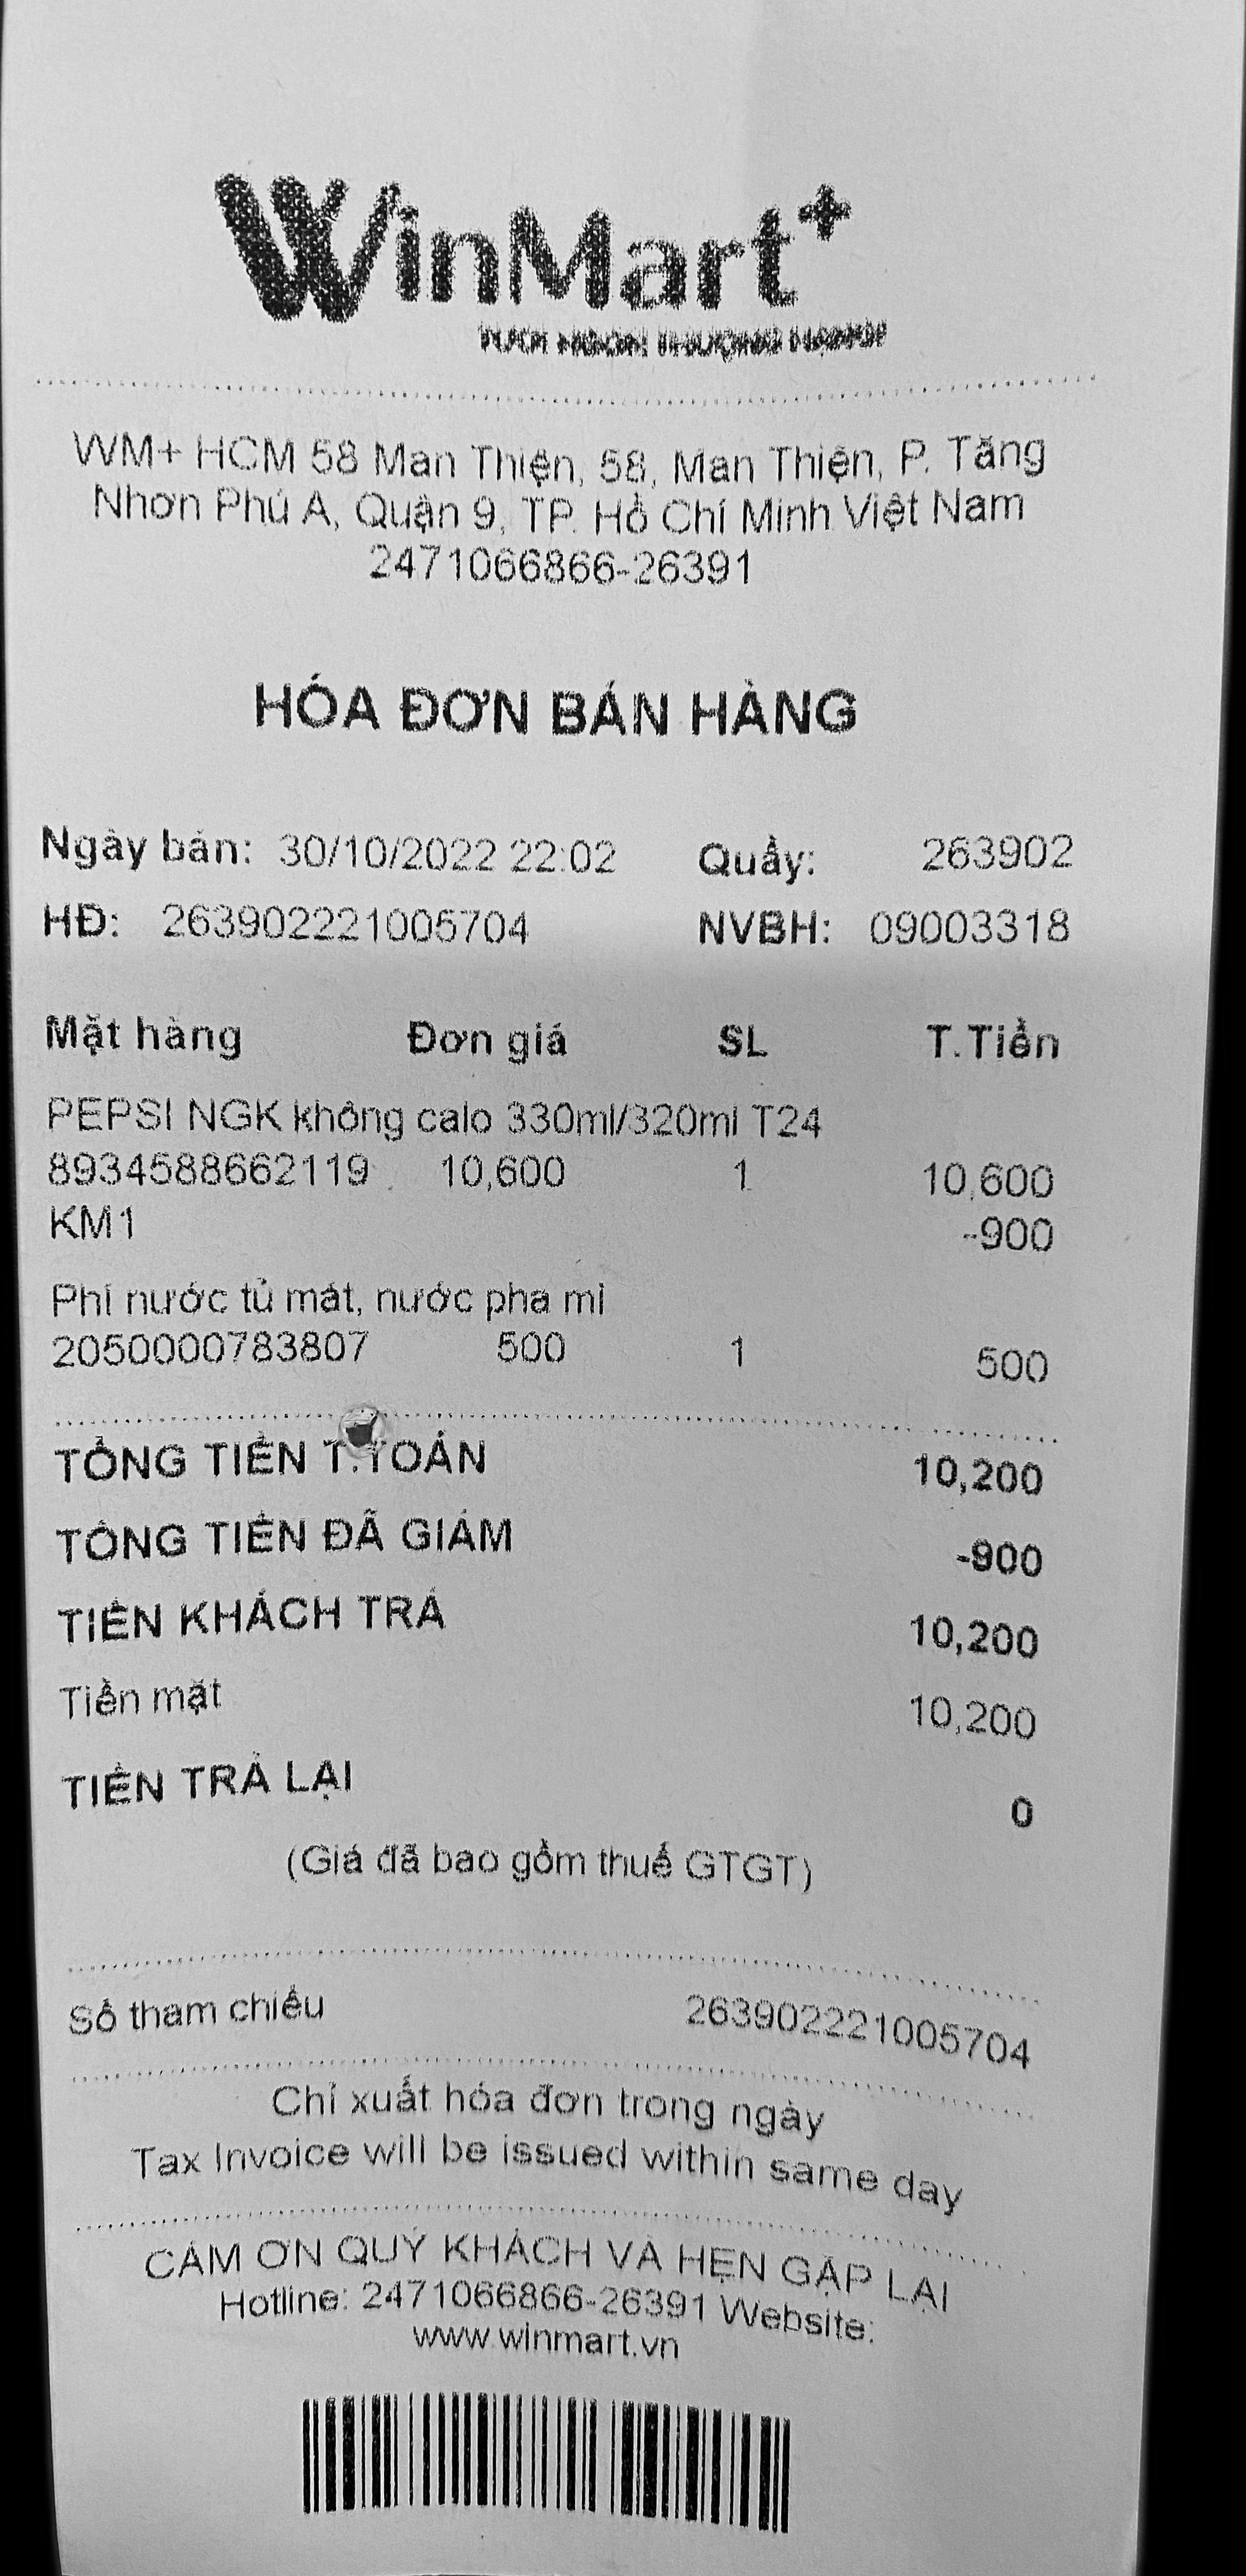 WinMart+
TƯƠI NGON THƯỢNG HẠNG
WM+ HCM 58 Man Thiện, 58, Man Thiện, P. Tăng
Nhơn Phú A, Quận 9, TP. Hồ Chí Minh Việt Nam
2471066866-26391
HÓA ĐƠN BÁN HÀNG
Ngày bán: 30/10/2022 22:02 Quầy: 263902
HĐ: 263902221005704 NVBH: 09003318
Mặt hàng Đơn giá SL T.Tiền
PEPSI NGK không calo 330ml/320ml T24
8934588662119 10,600 1 10,600
KM1 -900
Phí nước tủ mát, nước pha mì
2050000783807 500 1 500
TỔNG TIỀN T.TOÁN 10,200
TỔNG TIỀN ĐÃ GIẢM -900
TIỀN KHÁCH TRẢ 10,200
Tiền mặt 10,200
TIỀN TRẢ LẠI 0
(Giá đã bao gồm thuế GTGT)
Số tham chiếu 263902221005704
Chỉ xuất hóa đơn trong ngày
Tax Invoice will be issued within same day
CẢM ƠN QUÝ KHÁCH VÀ HẸN GẶP LẠI
Hotline: 2471066866-26391 Website:
www.winmart.vn